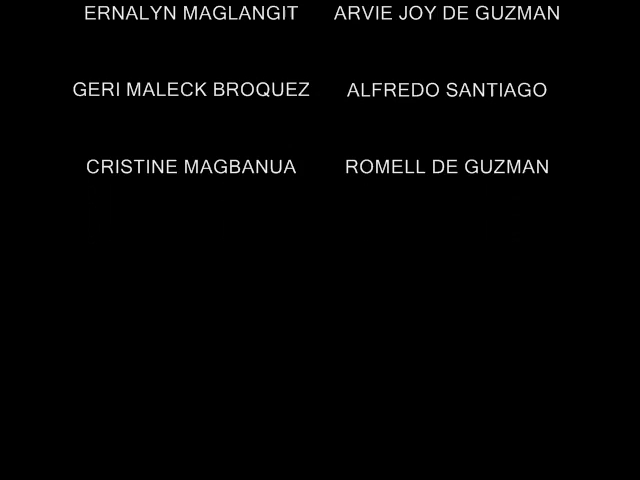 ERNALYN MAGLANGIT ARVIE JOY DE GUZMAN
GERI MALECK BROQUEZ ALFREDO SANTIAGO
CRISTINE MAGBANUA ROMELL DE GUZMAN